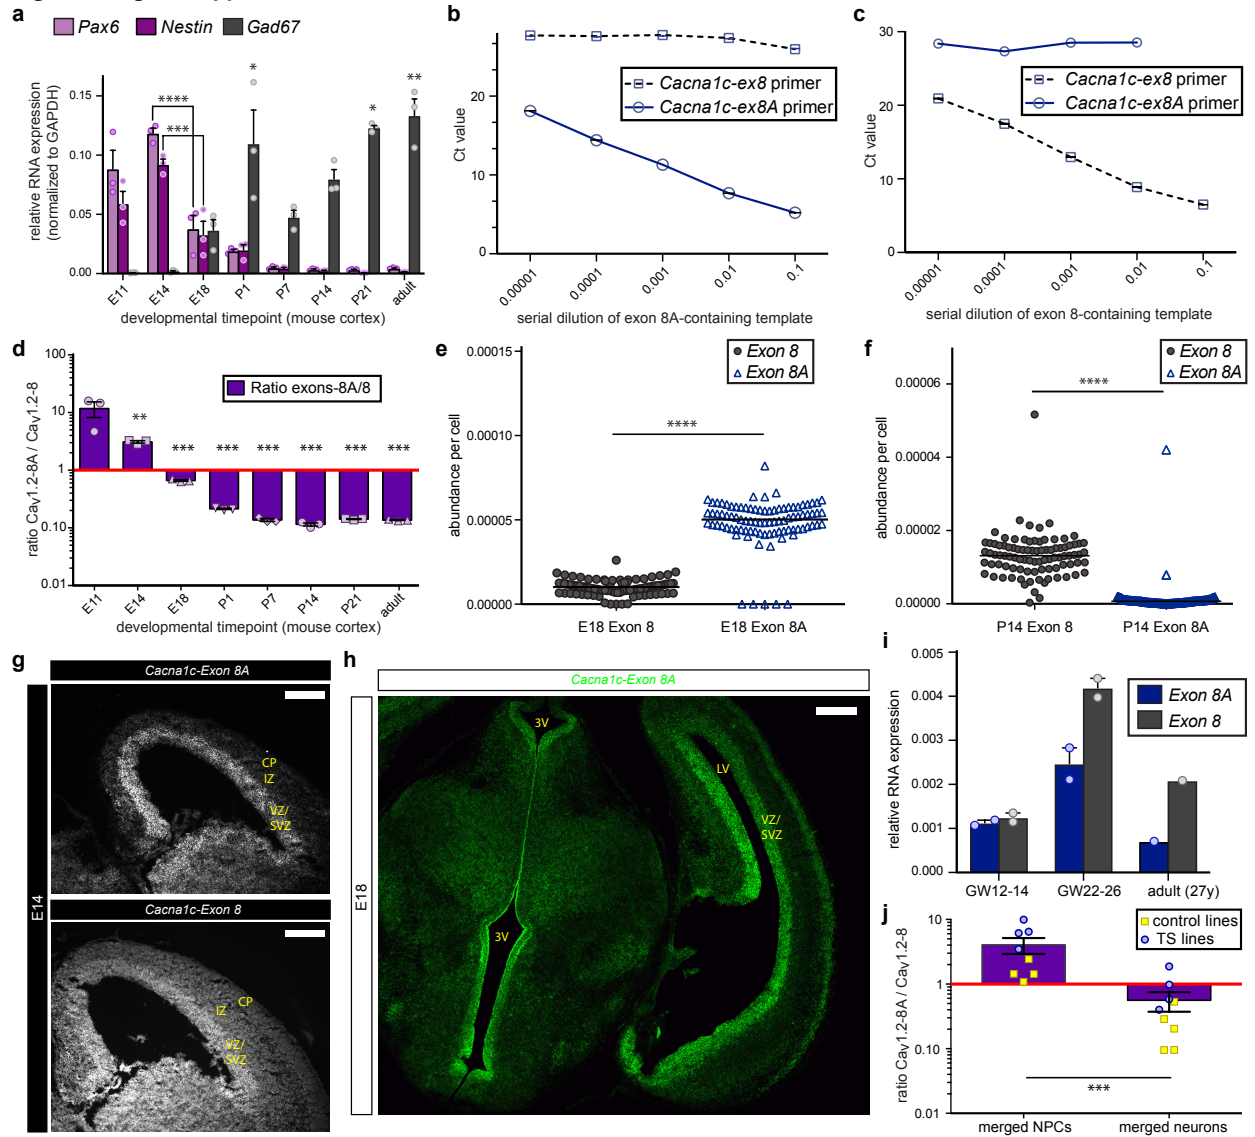 a
Pax6 Nestin Gad67
relative RNA expression
(normalized to GAPDH)
0.15
0.10
0.05
0.00
**** *** * * **
E11 E14 E18 P1 P7 P14 P21 adult
developmental timepoint (mouse cortex)
b
Ct value
20
10
0
Cacna1c-ex8 primer
Cacna1c-ex8A primer
0.00001 0.0001 0.001 0.01 0.1
serial dilution of exon 8A-containing template
c
Ct value
30
20
10
0
Cacna1c-ex8 primer
Cacna1c-ex8A primer
0.00001 0.0001 0.001 0.01 0.1
serial dilution of exon 8-containing template
d
ratio CaV1.2-8A / CaV1.2-8
100
10
1
0.10
0.01
Ratio exons-8A/8
** *** *** *** *** *** ***
E11 E14 E18 P1 P7 P14 P21 adult
developmental timepoint (mouse cortex)
e
abundance per cell
0.00015
0.00010
0.00005
0.00000
Exon 8
Exon 8A
****
E18 Exon 8 E18 Exon 8A
f
abundance per cell
0.00006
0.00004
0.00002
0.00000
Exon 8
Exon 8A
****
P14 Exon 8 P14 Exon 8A
g
E14
Cacna1c-Exon 8A
CP
IZ
VZ/
SVZ
Cacna1c-Exon 8
CP
IZ
VZ/
SVZ
h
E18
Cacna1c-Exon 8A
3V
LV
VZ/
SVZ
3V
i
relative RNA expression
0.005
0.004
0.003
0.002
0.001
0.000
Exon 8A
Exon 8
GW12-14 GW22-26 adult (27y)
j
ratio CaV1.2-8A / CaV1.2-8
10
1
0.10
0.01
control lines
TS lines
***
merged NPCs merged neurons